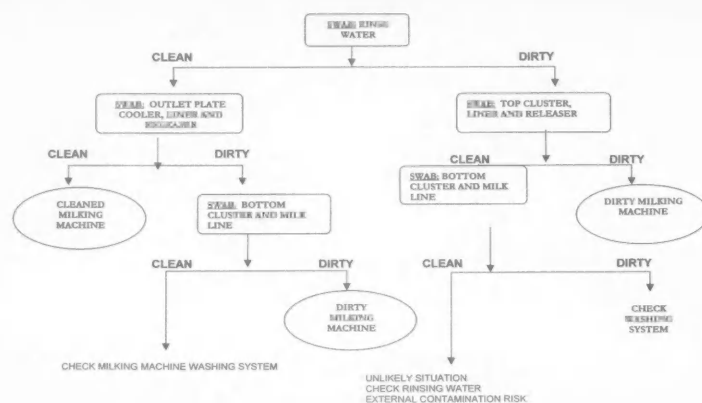 SWAB: RINSE
WATER
CLEAN
DIRTY
SWAB: OUTLET PLATE
COOLER, LINER AND
RELEASER
SWAB: TOP CLUSTER,
LINER AND RELEASER
CLEAN
DIRTY
CLEAN
DIRTY
CLEANED
MILKING
MACHINE
SWAB: BOTTOM
CLUSTER AND MILK
LINE
SWAB: BOTTOM
CLUSTER AND MILK
LINE
DIRTY MILKING
MACHINE
CLEAN
DIRTY
CLEAN
DIRTY
DIRTY
MILKING
MACHINE
CHECK
WASHING
SYSTEM
CHECK MILKING MACHINE WASHING SYSTEM
UNLIKELY SITUATION
CHECK RINSING WATER
EXTERNAL CONTAMINATION RISK